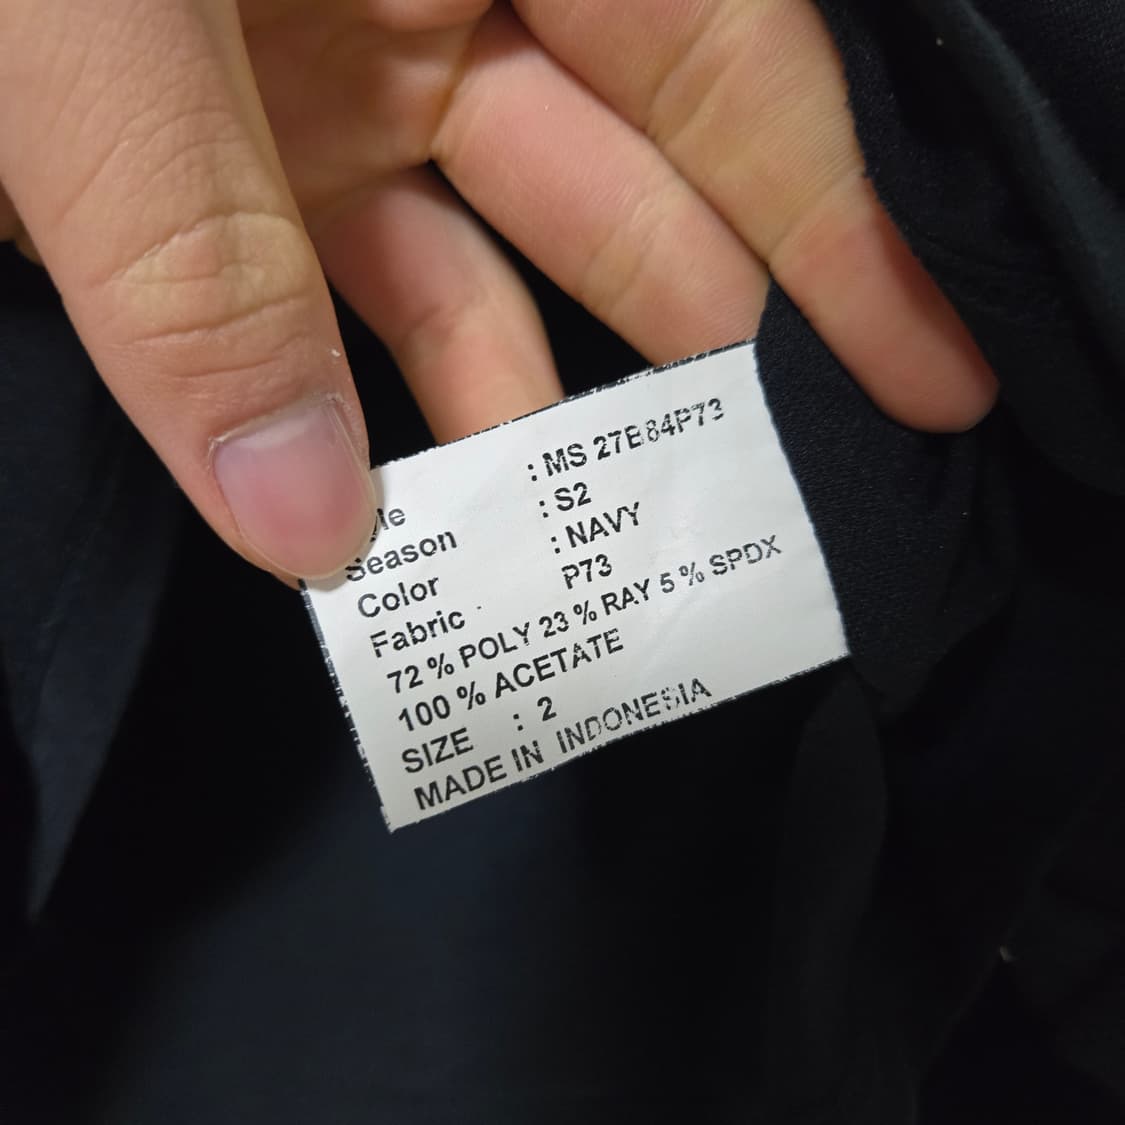 : MS 27B84P73
Season : S2
Color : NAVY
Fabric . P73
72 % POLY 23 % RAY 5 % SPDX
100 % ACETATE
SIZE : 2
MADE IN INDONESIA